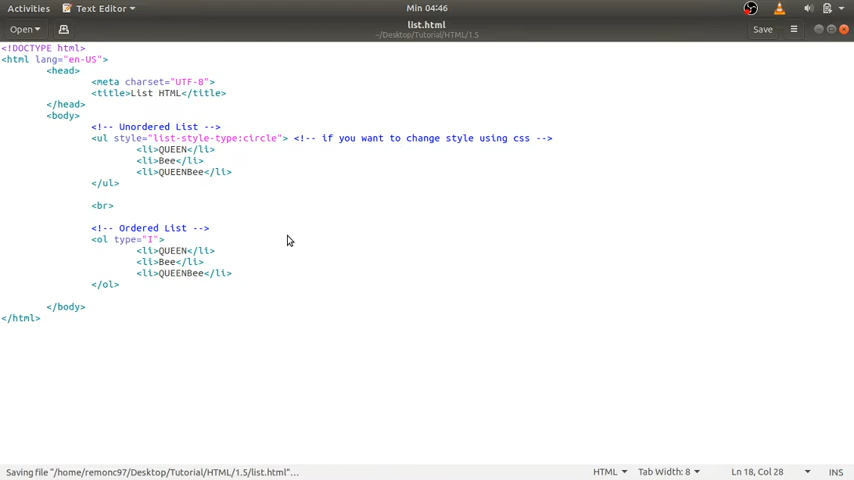 Activities Text Editor Min 04:46
Open list.html Save
~/Desktop/Tutorial/HTML/1.5
<!DOCTYPE html>
<html lang="en-US">
<head>
<meta charset="UTF-8">
<title>List HTML</title>
</head>
<body>
<!-- Unordered List -->
<ul style="list-style-type:circle"> <!-- if you want to change style using css -->
<li>QUEEN</li>
<li>Bee</li>
<li>QUEENBee</li>
</ul>
<br>
<!-- Ordered List -->
<ol type="I">
<li>QUEEN</li>
<li>Bee</li>
<li>QUEENBee</li>
</ol>
</body>
</html>
Saving file "/home/remonc97/Desktop/Tutorial/HTML/1.5/list.html"... HTML Tab Width: 8 Ln 18, Col 28 INS